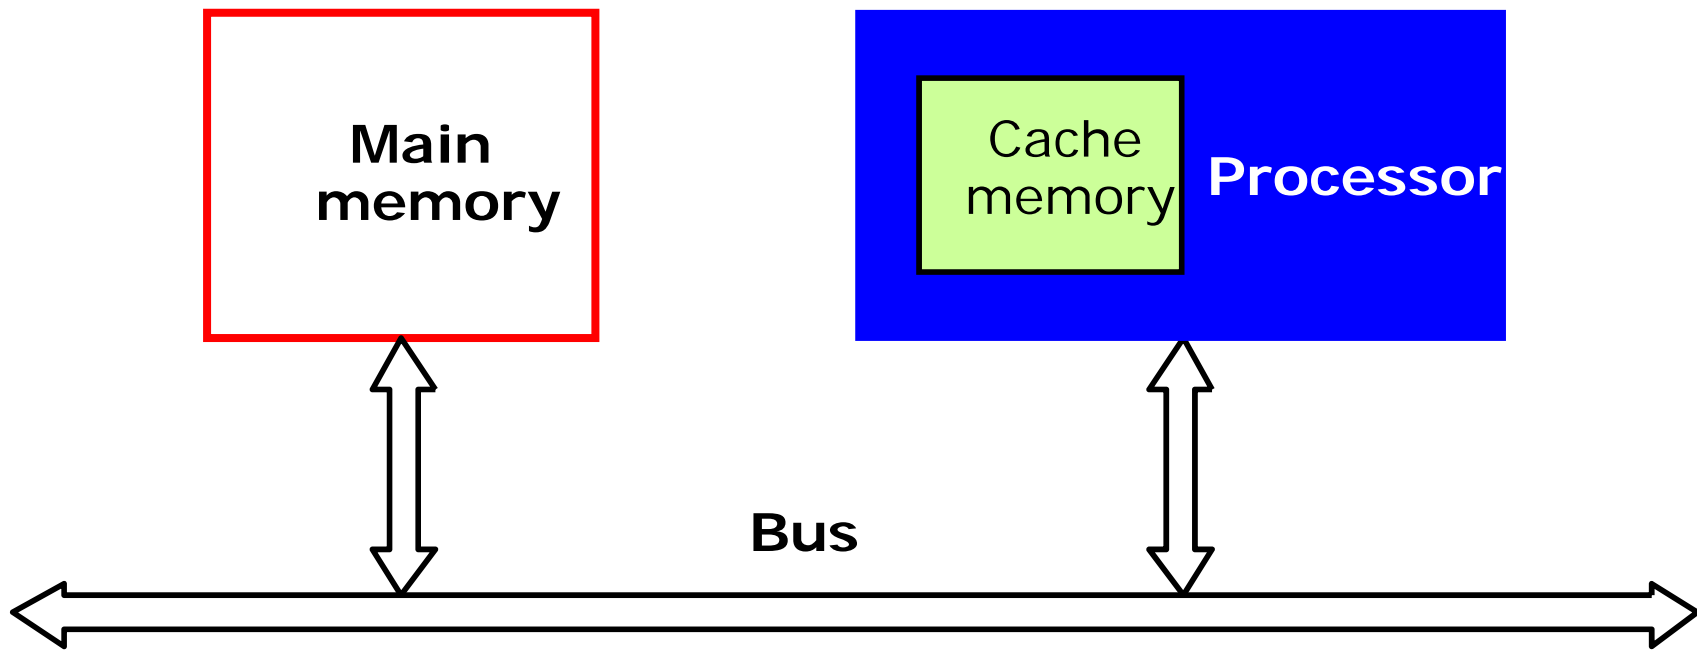 Main
memory
Cache
memory
Processor
Bus